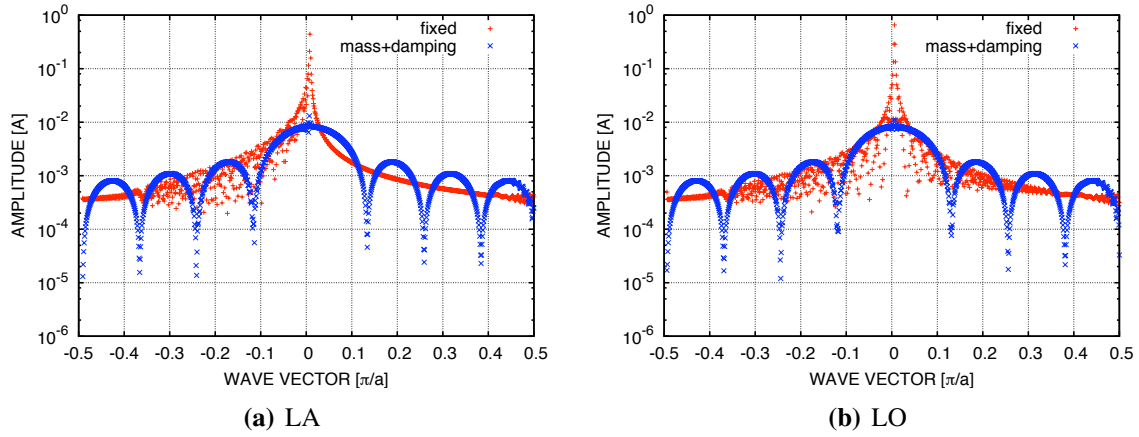 10^0
10^-1
10^-2
10^-3
10^-4
10^-5
10^-6
AMPLITUDE [A]
fixed
mass+damping
-0.5 -0.4 -0.3 -0.2 -0.1 0 0.1 0.2 0.3 0.4 0.5
WAVE VECTOR [π/a]
(a) LA
10^0
10^-1
10^-2
10^-3
10^-4
10^-5
10^-6
AMPLITUDE [A]
fixed
mass+damping
-0.5 -0.4 -0.3 -0.2 -0.1 0 0.1 0.2 0.3 0.4 0.5
WAVE VECTOR [π/a]
(b) LO